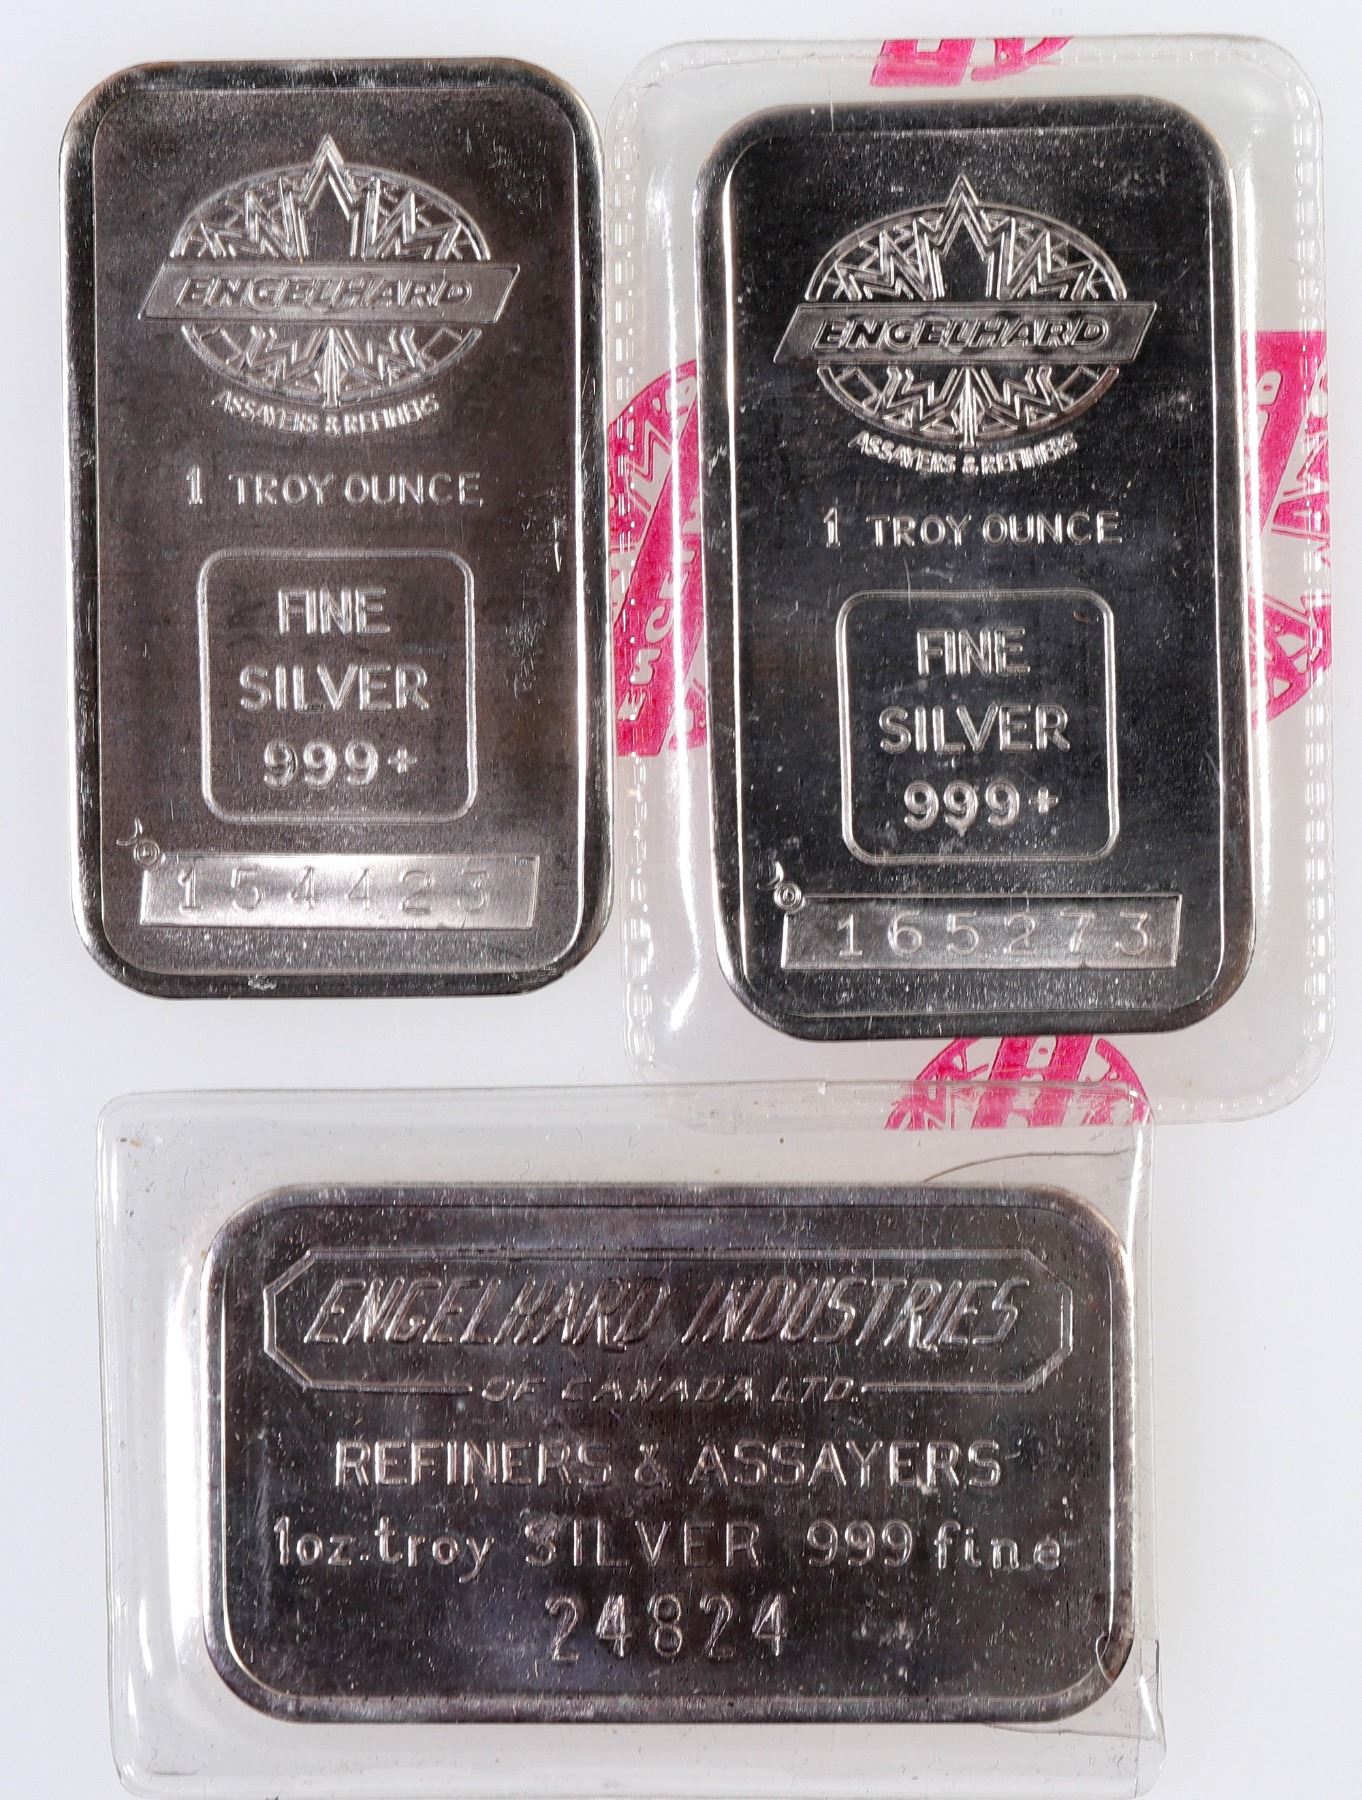 ENGELHARD
ASSAYERS & REFINERS
1 TROY OUNCE
FINE
SILVER
999+
154423
ENGELHARD
ASSAYERS & REFINERS
1 TROY OUNCE
FINE
SILVER
999+
165273
ENGELHARD INDUSTRIES
OF CANADA LTD.
REFINERS & ASSAYERS
1oz.troy SILVER 999 fine
24824